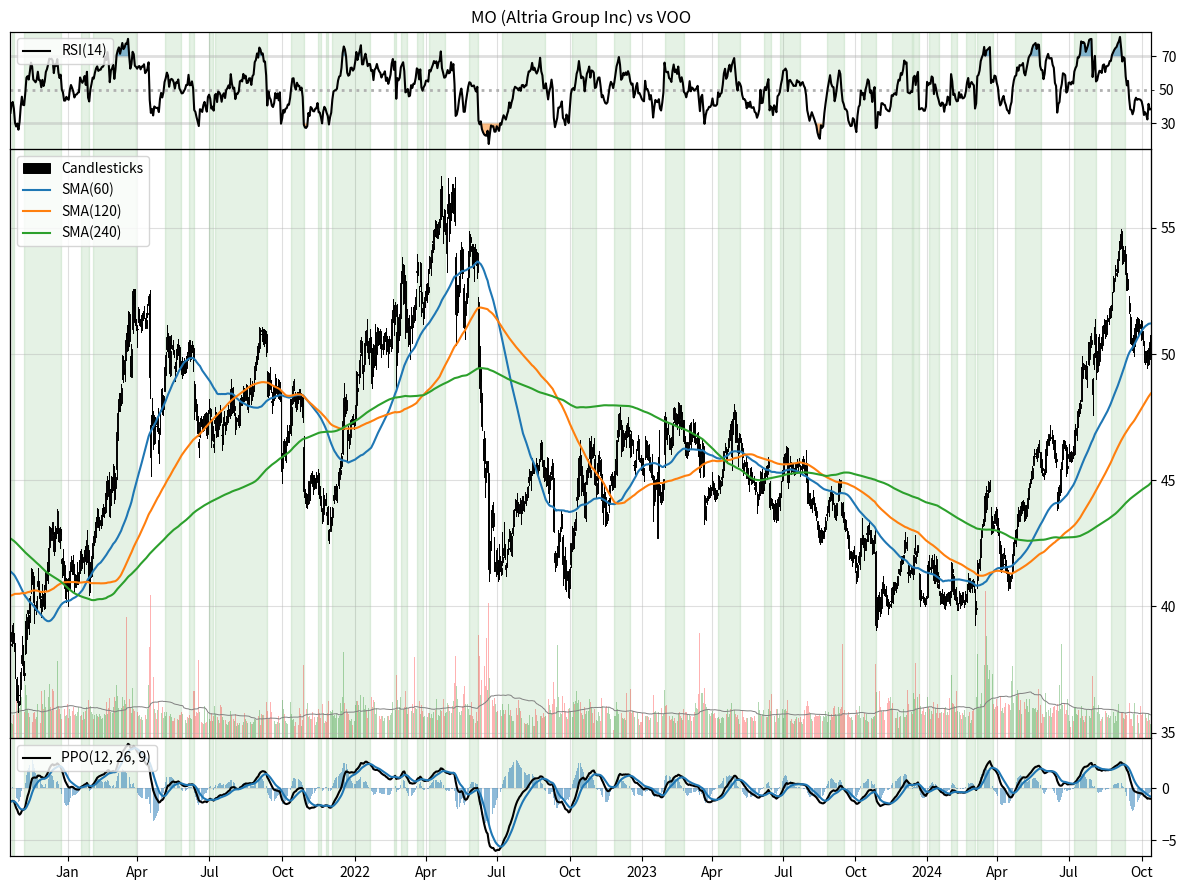 MO (Altria Group Inc) vs VOO
RSI(14)
70
50
30
Candlesticks
SMA(60)
SMA(120)
SMA(240)
55
50
45
40
35
PPO(12, 26, 9)
0
−5
Jan Apr Jul Oct 2022 Apr Jul Oct 2023 Apr Jul Oct 2024 Apr Jul Oct